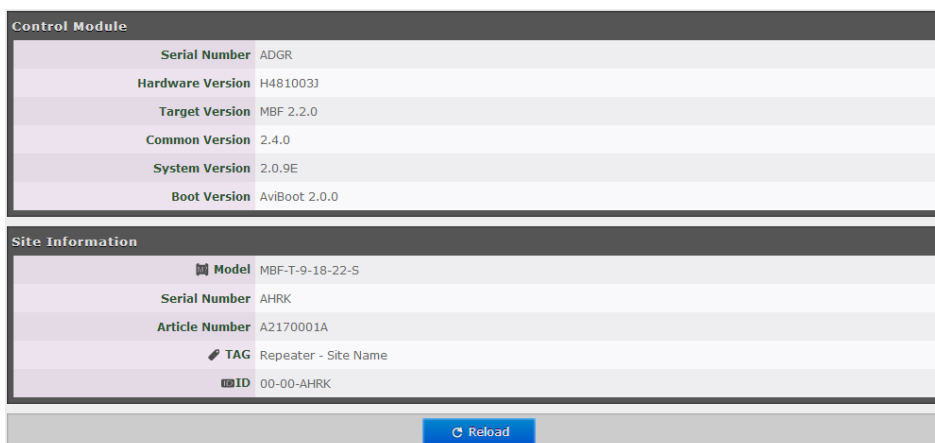 Control Module
Serial Number ADGR
Hardware Version H481003J
Target Version MBF 2.2.0
Common Version 2.4.0
System Version 2.0.9E
Boot Version AviBoot 2.0.0
Site Information
Model MBF-T-9-18-22-S
Serial Number AHRK
Article Number A2170001A
TAG Repeater - Site Name
ID 00-00-AHRK
Reload